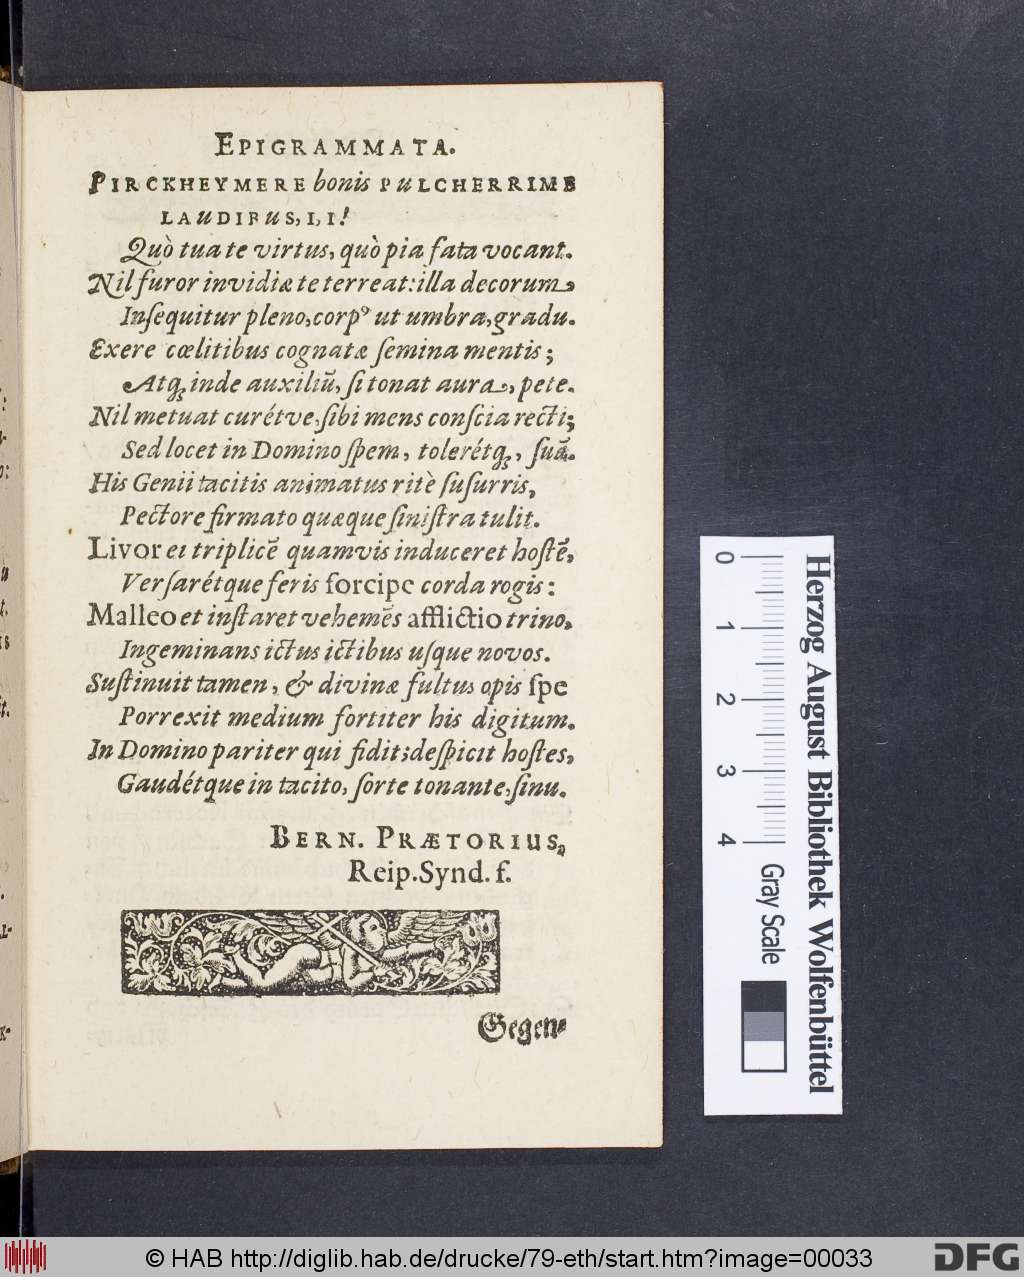 EPIGRAMMATA.
PIRCKHEYMERE bonis PuLCHERRIME
LAuDIBuS, I, I!
Quò tua te virtus, quò pia fata vocant.
Nil furor invidiæ te terreat: illa decorum,
Inſequitur pleno, corpꝰ ut umbra, gradu.
Exere cœlitibus cognatæ ſemina mentis;
Atq; inde auxiliũ, ſi tonat aura, pete.
Nil metuat curétve, ſibi mens conſcia recti;
Sed locet in Domino ſpem, tolerétq;, ſuã.
His Genii tacitis animatus ritè ſuſurris,
Pectore firmato quæque ſiniſtra tulit.
Livor et triplicē quamvis induceret hoſtē,
Verſarétque feris forcipe corda rogis:
Malleo et inſtaret vehemēs afflictio trino,
Ingeminans ictus ictibus uſque novos.
Suſtinuit tamen, & divinæ fultus opis ſpe
Porrexit medium fortiter his digitum.
In Domino pariter qui fidit; deſpicit hoſtes,
Gaudétque in tacito, ſorte tonante, ſinu.
BERN. PRÆTORIuS,
Reip. Synd. f.
Gegen-
0 1 2 3 4
Gray Scale
Herzog August Bibliothek Wolfenbüttel
© HAB http://diglib.hab.de/drucke/79-eth/start.htm?image=00033
DFG